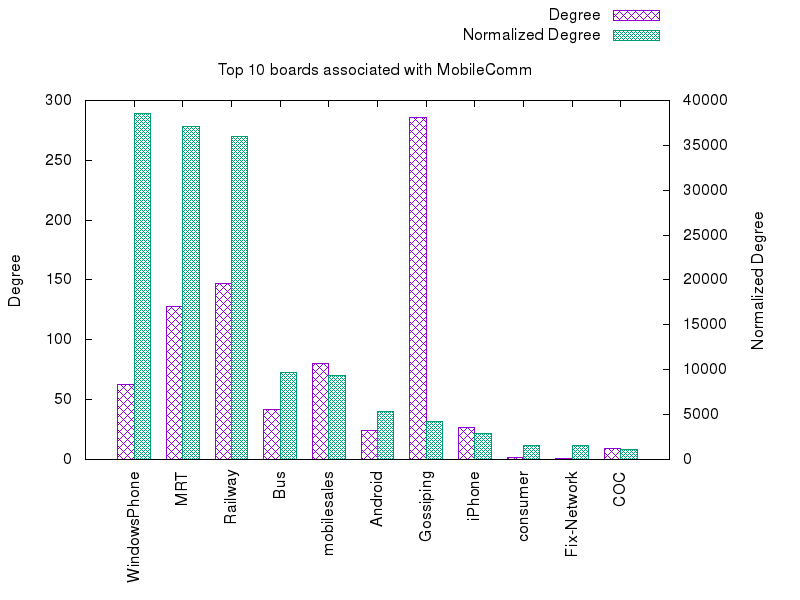 Degree
Normalized Degree
Top 10 boards associated with MobileComm
300
250
200
150
100
50
0
40000
35000
30000
25000
20000
15000
10000
5000
0
Degree
Normalized Degree
WindowsPhone
MRT
Railway
Bus
mobilesales
Android
Gossiping
iPhone
consumer
Fix-Network
COC